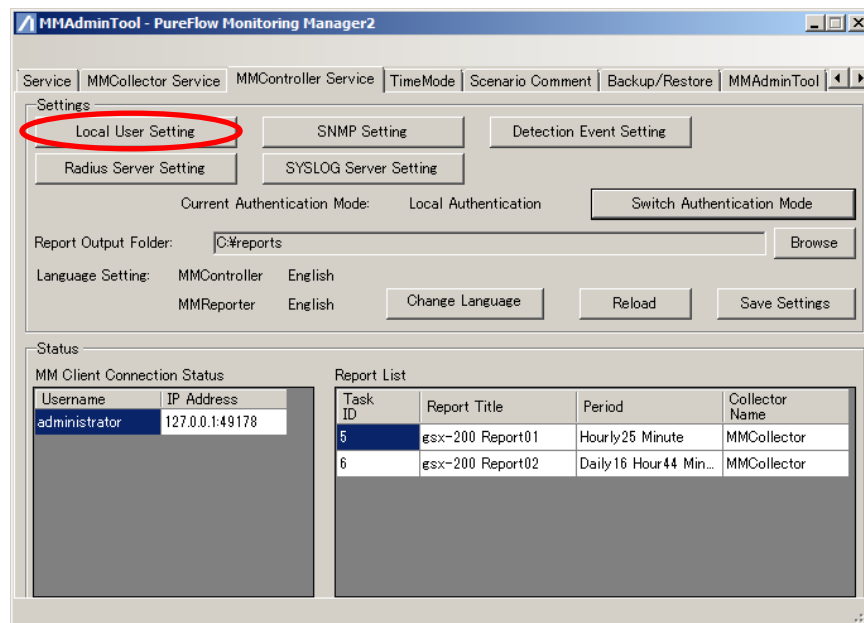 MMAdminTool - PureFlow Monitoring Manager2
Service MMCollector Service MMController Service TimeMode Scenario Comment Backup/Restore MMAdminTool
Settings
Local User Setting SNMP Setting Detection Event Setting
Radius Server Setting SYSLOG Server Setting
Current Authentication Mode: Local Authentication Switch Authentication Mode
Report Output Folder: C:¥reports Browse
Language Setting: MMController English
MMReporter English Change Language Reload Save Settings
Status
MM Client Connection Status Report List
Username IP Address
administrator 127.0.0.1:49178
Task ID Report Title Period Collector Name
5 gsx-200 Report01 Hourly25 Minute MMCollector
6 gsx-200 Report02 Daily16 Hour44 Min... MMCollector